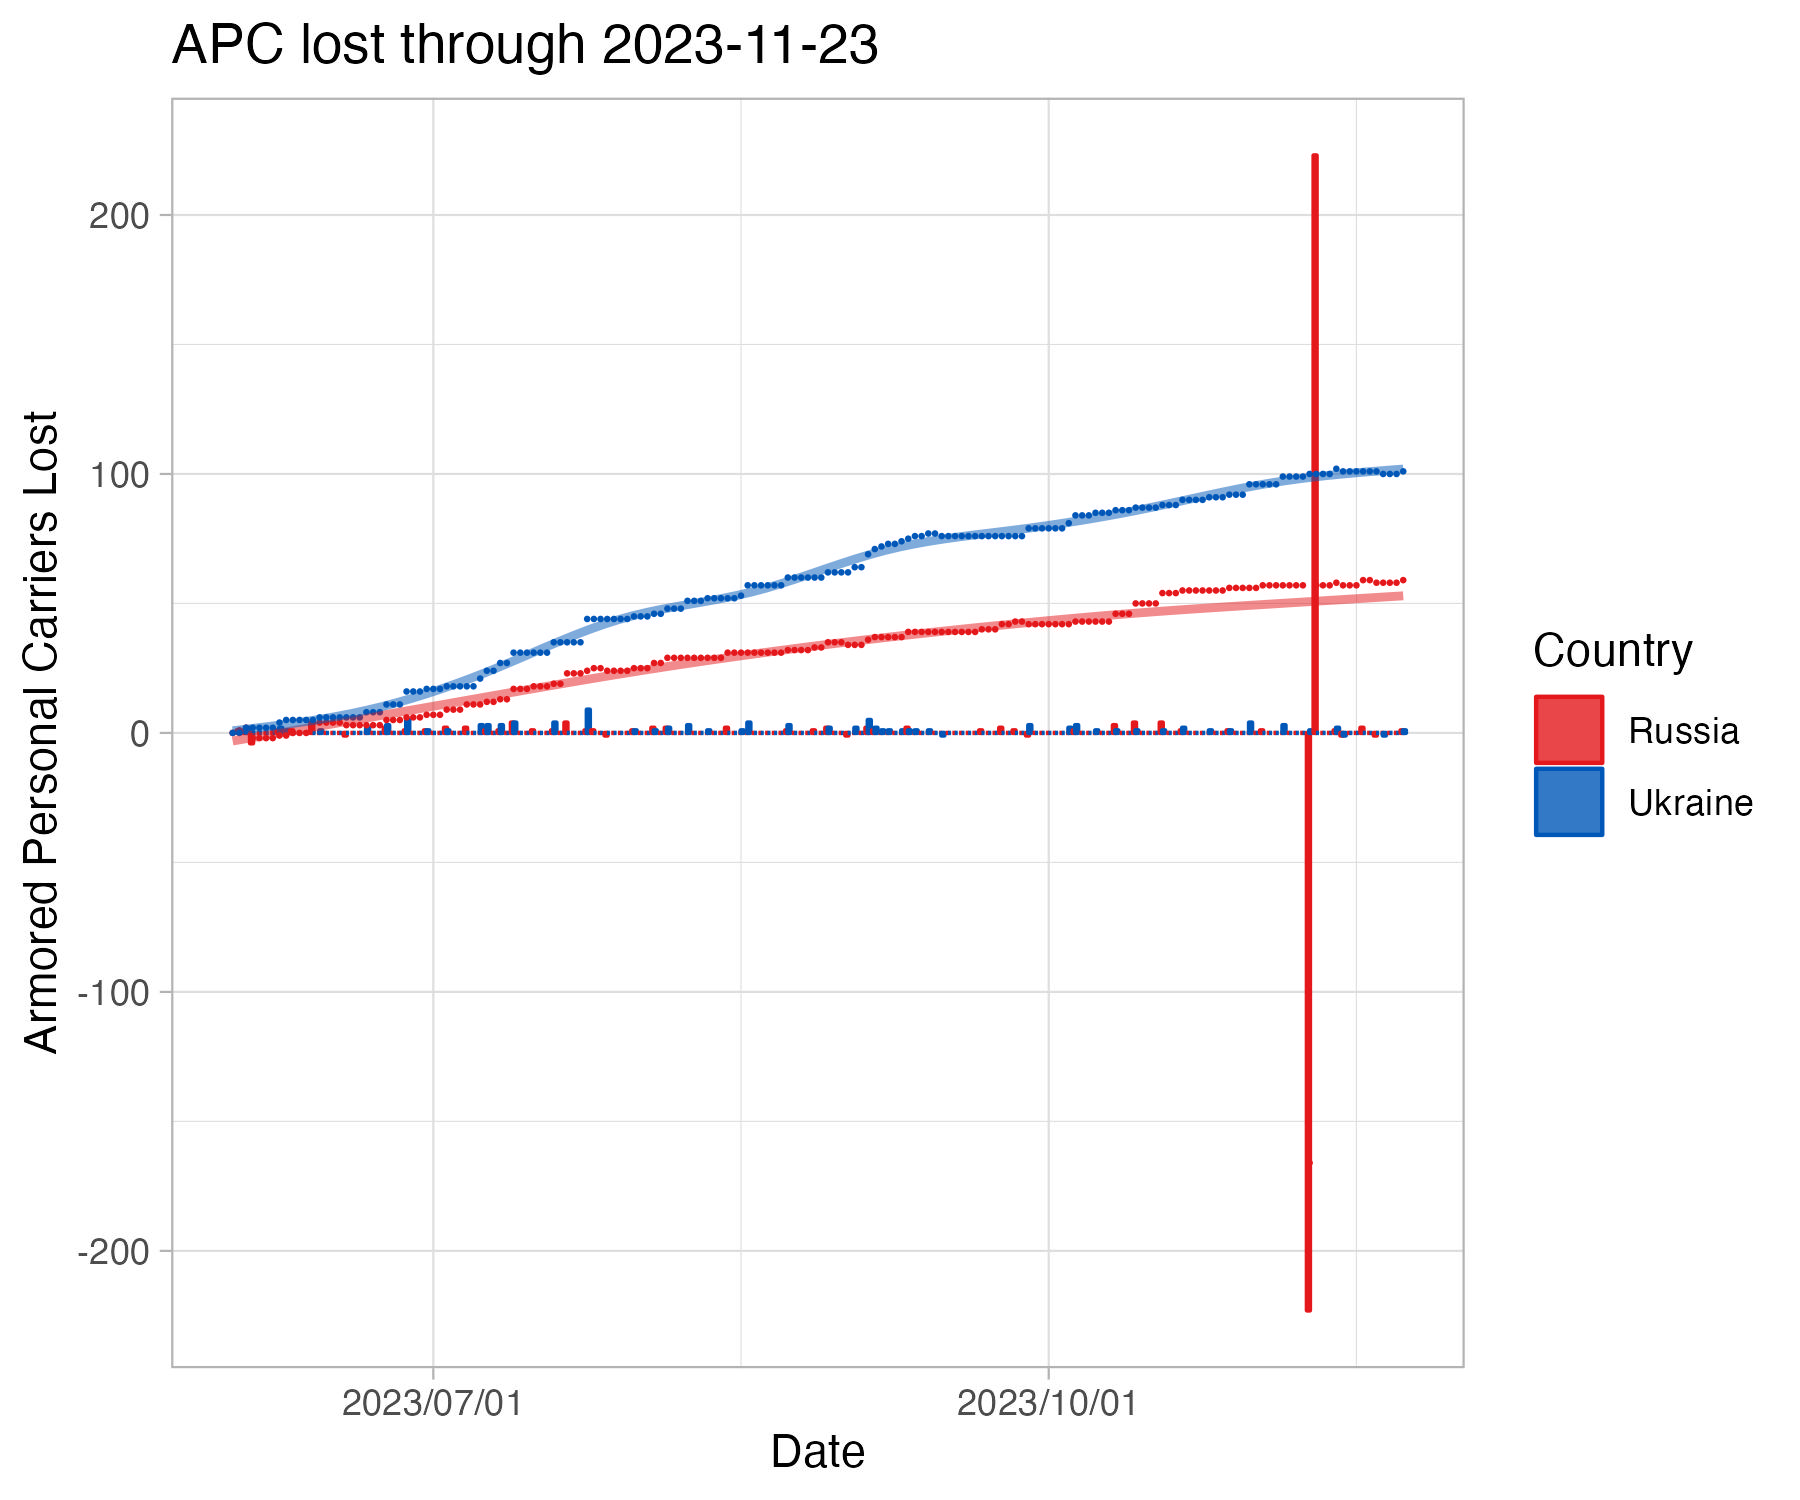 APC lost through 2023-11-23
Armored Personal Carriers Lost
200
100
0
-100
-200
2023/07/01
2023/10/01
Date
Country
Russia
Ukraine